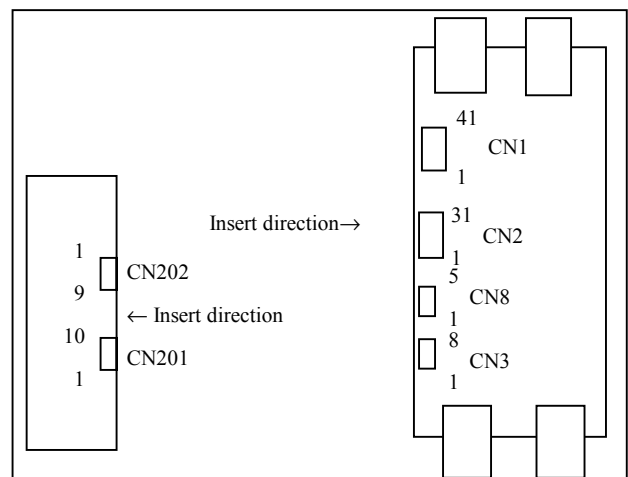 41
CN1
1
Insert direction→
31
CN2
1
1
CN202
9
5
CN8
1
← Insert direction
10
CN201
1
8
CN3
1